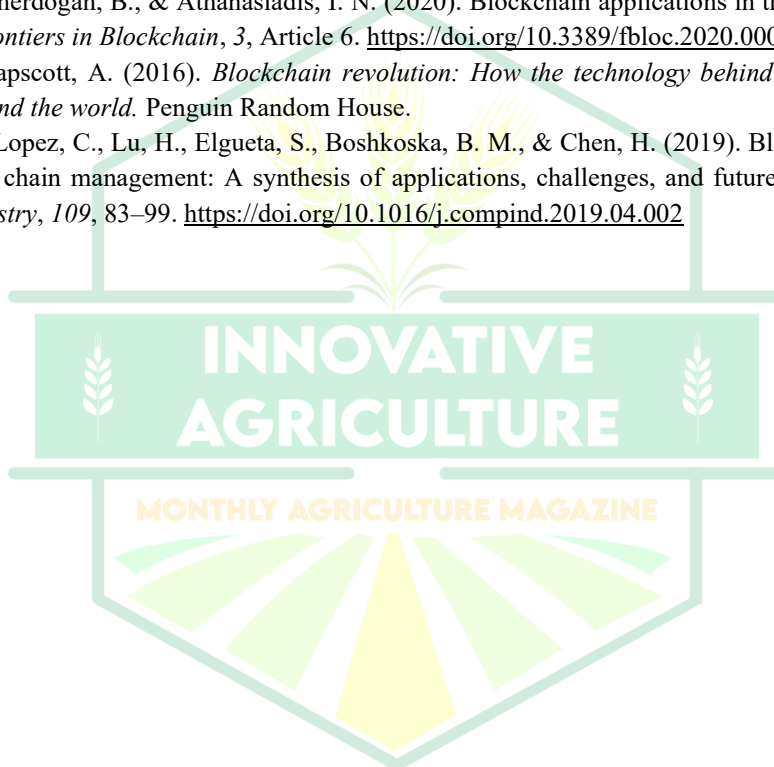 nerdogan, B., & Athanasiadis, I. N. (2020). Blockchain applications in th
ontiers in Blockchain, 3, Article 6. https://doi.org/10.3389/fbloc.2020.000
apscott, A. (2016). Blockchain revolution: How the technology behind
nd the world. Penguin Random House.
Lopez, C., Lu, H., Elgueta, S., Boshkoska, B. M., & Chen, H. (2019). Bl
chain management: A synthesis of applications, challenges, and future
stry, 109, 83–99. https://doi.org/10.1016/j.compind.2019.04.002
INNOVATIVE
AGRICULTURE
MONTHLY AGRICULTURE MAGAZINE